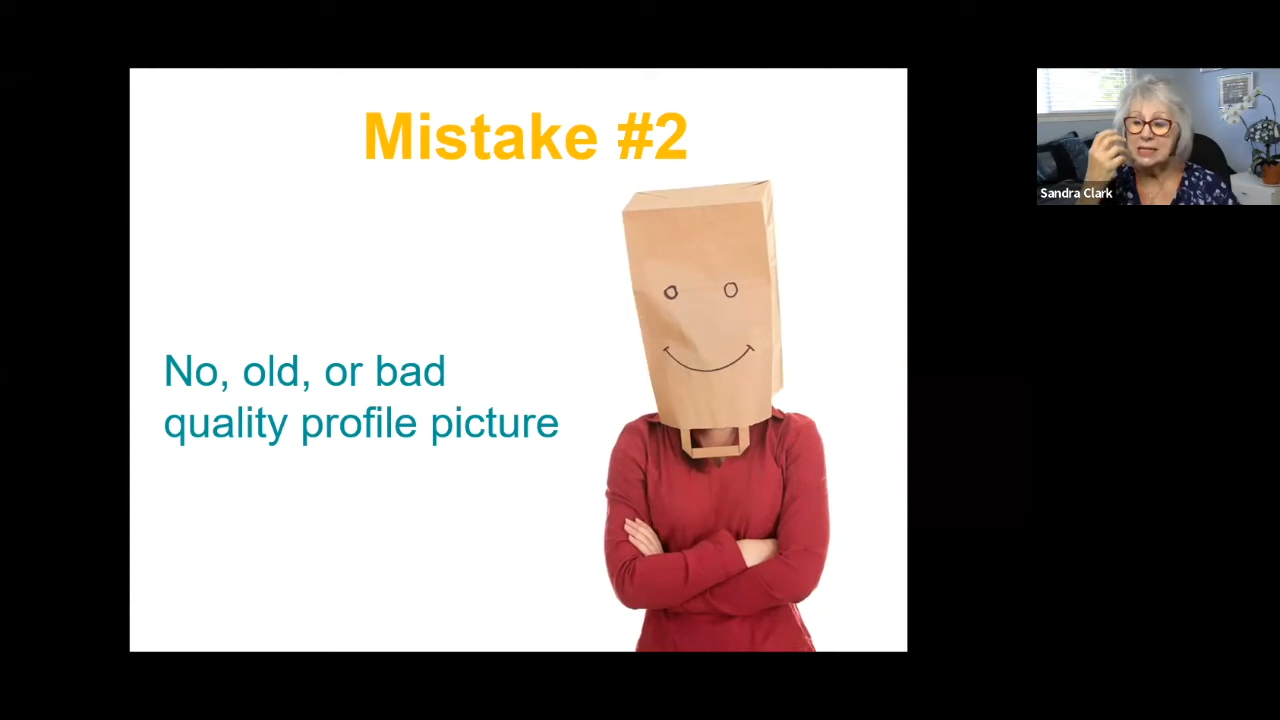 Mistake #2
No, old, or bad
quality profile picture
Sandra Clark